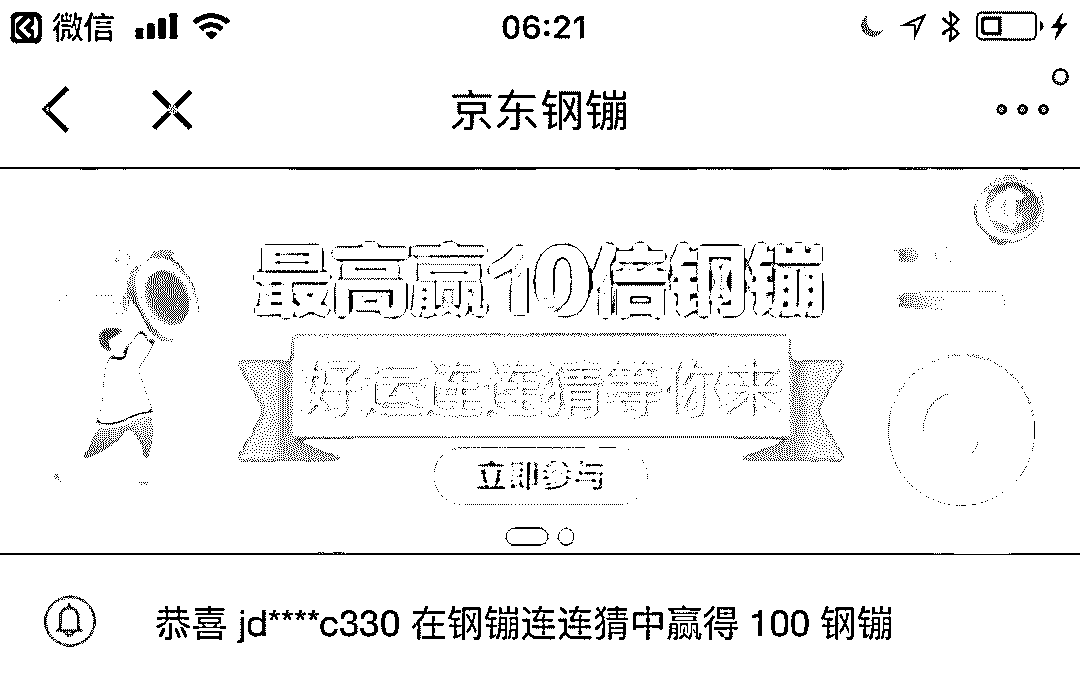 微信 06:21
京东钢镚
最高赢10倍钢镚
好运连连猜等你来
立即参与
恭喜 jd****c330 在钢镚连连猜中赢得 100 钢镚